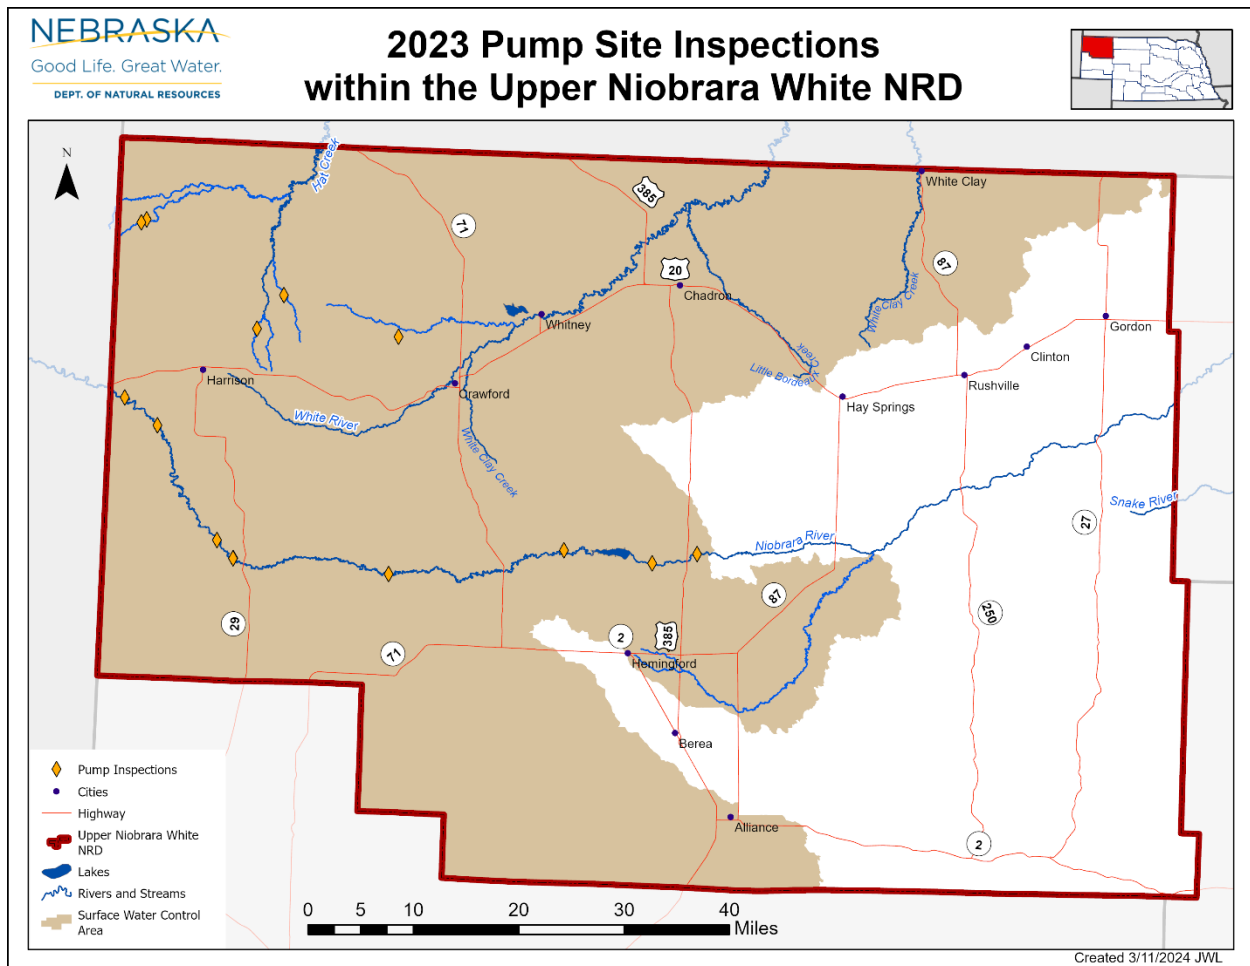 NEBRASKA
Good Life. Great Water.
DEPT. OF NATURAL RESOURCES
2023 Pump Site Inspections
within the Upper Niobrara White NRD
N
Hat Creek
385
71
White Clay
87
20
Chadron
White Clay Creek
Whitney
Gordon
Clinton
Little Bordeaux
Creek
Harrison
Crawford
Rushville
Hay Springs
White River
White Clay Creek
Snake River
27
Niobrara River
87
250
29
71
2
385
Hemingford
Berea
Alliance
2
Pump Inspections
Cities
Highway
Upper Niobrara White
NRD
Lakes
Rivers and Streams
Surface Water Control
Area
0 5 10 20 30 40
Miles
Created 3/11/2024 JWL